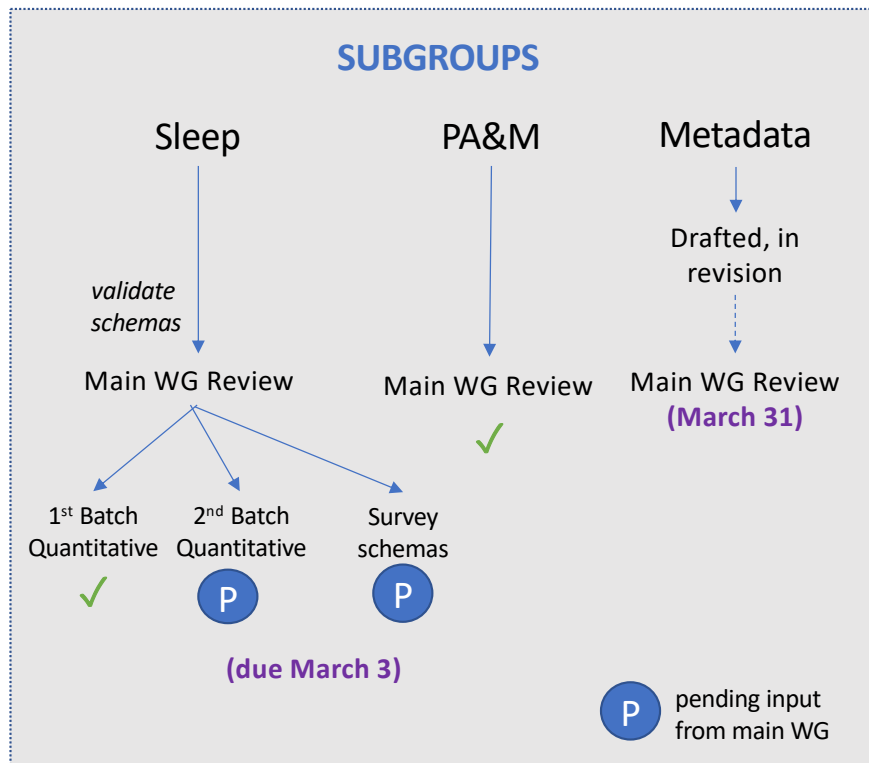 SUBGROUPS
Sleep
PA&M
Metadata
Drafted, in
revision
validate
schemas
Main WG Review
Main WG Review
Main WG Review
(March 31)
✓
1st Batch
Quantitative
2nd Batch
Quantitative
Survey
schemas
✓
P
P
(due March 3)
P
pending input
from main WG